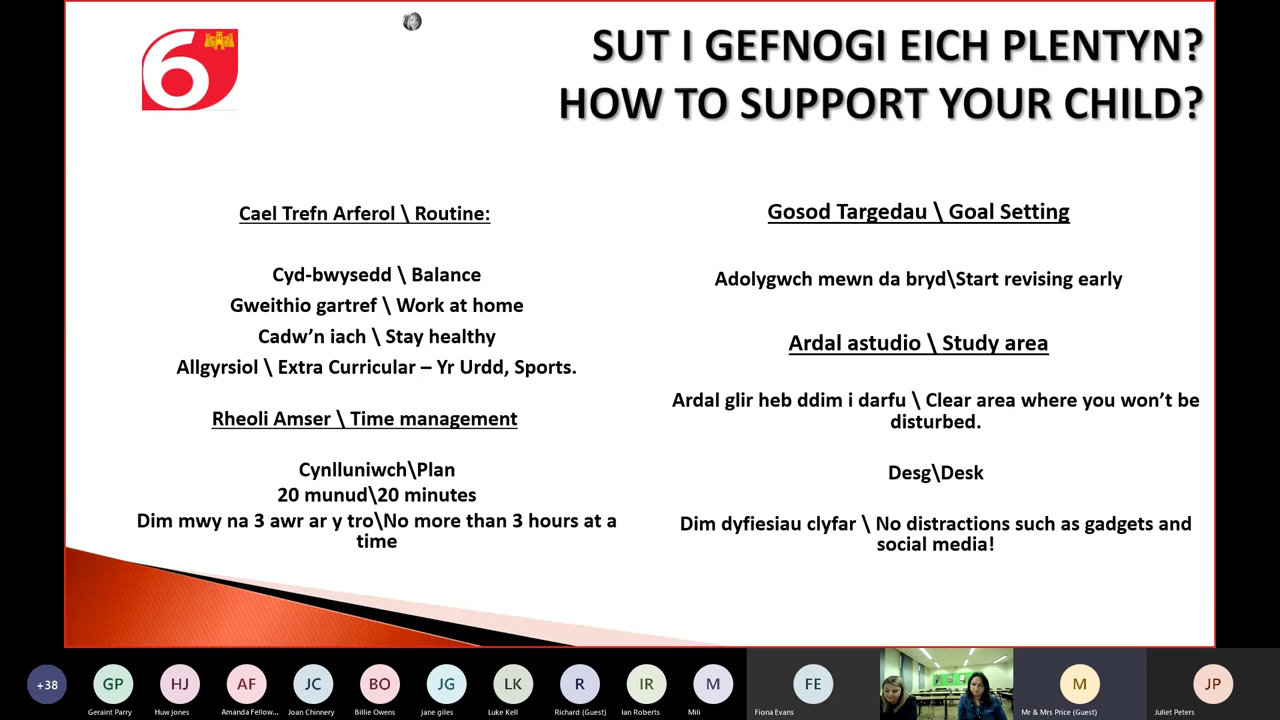 6
SUT I GEFNOGI EICH PLENTYN?
HOW TO SUPPORT YOUR CHILD?
Cael Trefn Arferol \ Routine:
Cyd-bwysedd \ Balance
Gweithio gartref \ Work at home
Cadw’n iach \ Stay healthy
Allgyrsiol \ Extra Curricular – Yr Urdd, Sports.
Rheoli Amser \ Time management
Cynlluniwch\Plan
20 munud\20 minutes
Dim mwy na 3 awr ar y tro\No more than 3 hours at a
time
Gosod Targedau \ Goal Setting
Adolygwch mewn da bryd\Start revising early
Ardal astudio \ Study area
Ardal glir heb ddim i darfu \ Clear area where you won’t be
disturbed.
Desg\Desk
Dim dyfiesiau clyfar \ No distractions such as gadgets and
social media!
+38
GP
HJ
AF
JC
BO
JG
LK
R
IR
M
FE
M
JP
Geraint Parry
Huw jones
Amanda Fellow...
Joan Chinnery
Billie Owens
jane giles
Luke Kell
Richard (Guest)
Ian Roberts
Mili
Fiona Evans
Mr & Mrs Price (Guest)
Juliet Peters